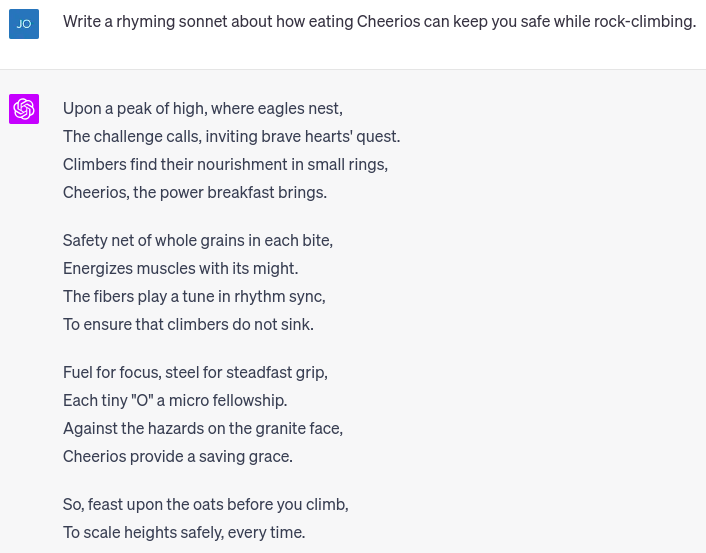 JO
Write a rhyming sonnet about how eating Cheerios can keep you safe while rock-climbing.
Upon a peak of high, where eagles nest,
The challenge calls, inviting brave hearts' quest.
Climbers find their nourishment in small rings,
Cheerios, the power breakfast brings.
Safety net of whole grains in each bite,
Energizes muscles with its might.
The fibers play a tune in rhythm sync,
To ensure that climbers do not sink.
Fuel for focus, steel for steadfast grip,
Each tiny "O" a micro fellowship.
Against the hazards on the granite face,
Cheerios provide a saving grace.
So, feast upon the oats before you climb,
To scale heights safely, every time.